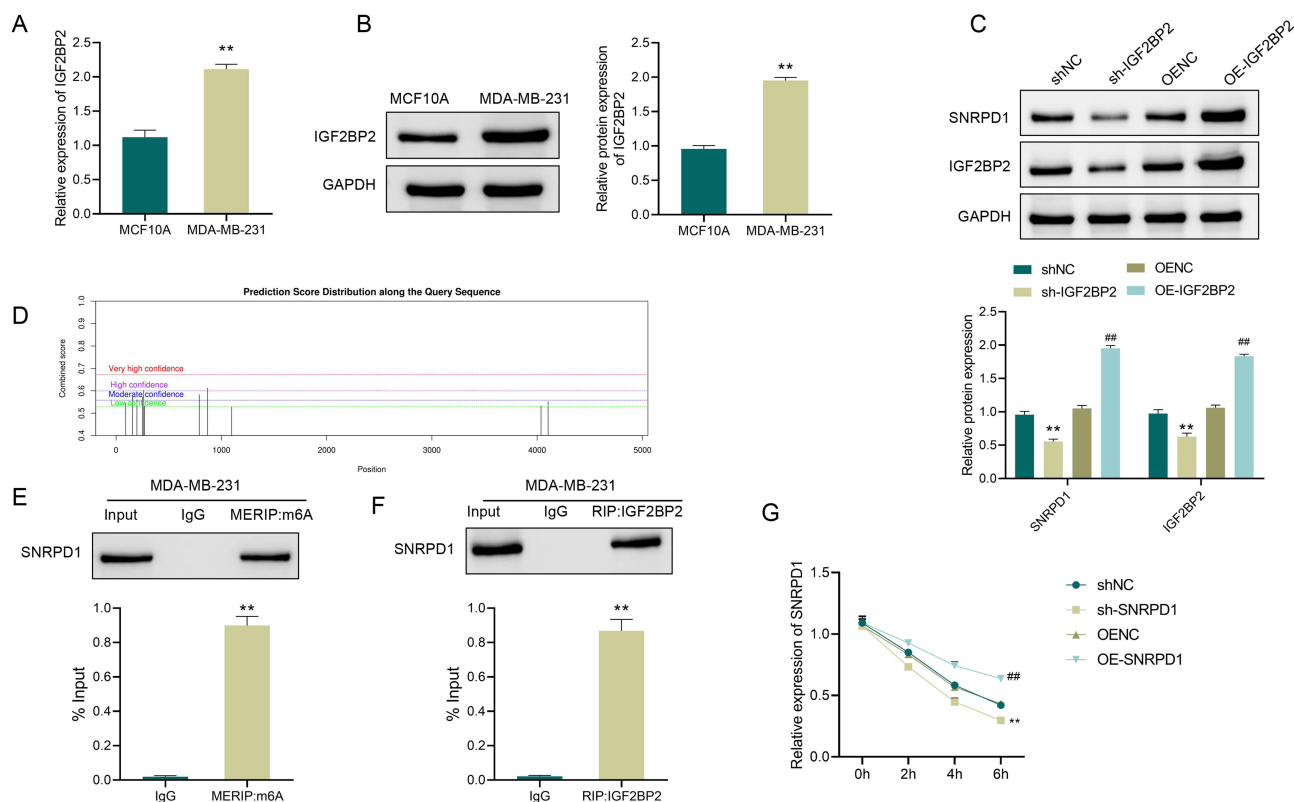 A
Relative expression of IGF2BP2
2.5
2.0
1.5
1.0
0.5
0.0
**
MCF10A
MDA-MB-231
B
MCF10A MDA-MB-231
IGF2BP2
GAPDH
Relative protein expression
of IGF2BP2
2.5
2.0
1.5
1.0
0.5
0.0
**
MCF10A
MDA-MB-231
C
shNC
sh-IGF2BP2
OENC
OE-IGF2BP2
SNRPD1
IGF2BP2
GAPDH
shNC
OENC
sh-IGF2BP2
OE-IGF2BP2
Relative protein expression
2.5
2.0
1.5
1.0
0.5
0.0
**
##
**
##
SNRPD1
IGF2BP2
D
Prediction Score Distribution along the Query Sequence
Combined score
1.0
0.9
0.8
0.7
0.6
0.5
0.4
Very high confidence
High confidence
Moderate confidence
Low confidence
0
1000
2000
3000
4000
5000
Position
E
MDA-MB-231
Input IgG MERIP:m6A
SNRPD1
% Input
1.0
0.8
0.6
0.4
0.2
0.0
**
IgG
MERIP:m6A
F
MDA-MB-231
Input IgG RIP:IGF2BP2
SNRPD1
% Input
1.0
0.8
0.6
0.4
0.2
0.0
**
IgG
RIP:IGF2BP2
G
Relative expression of SNRPD1
1.5
1.0
0.5
0.0
##
**
0h
2h
4h
6h
shNC
sh-SNRPD1
OENC
OE-SNRPD1